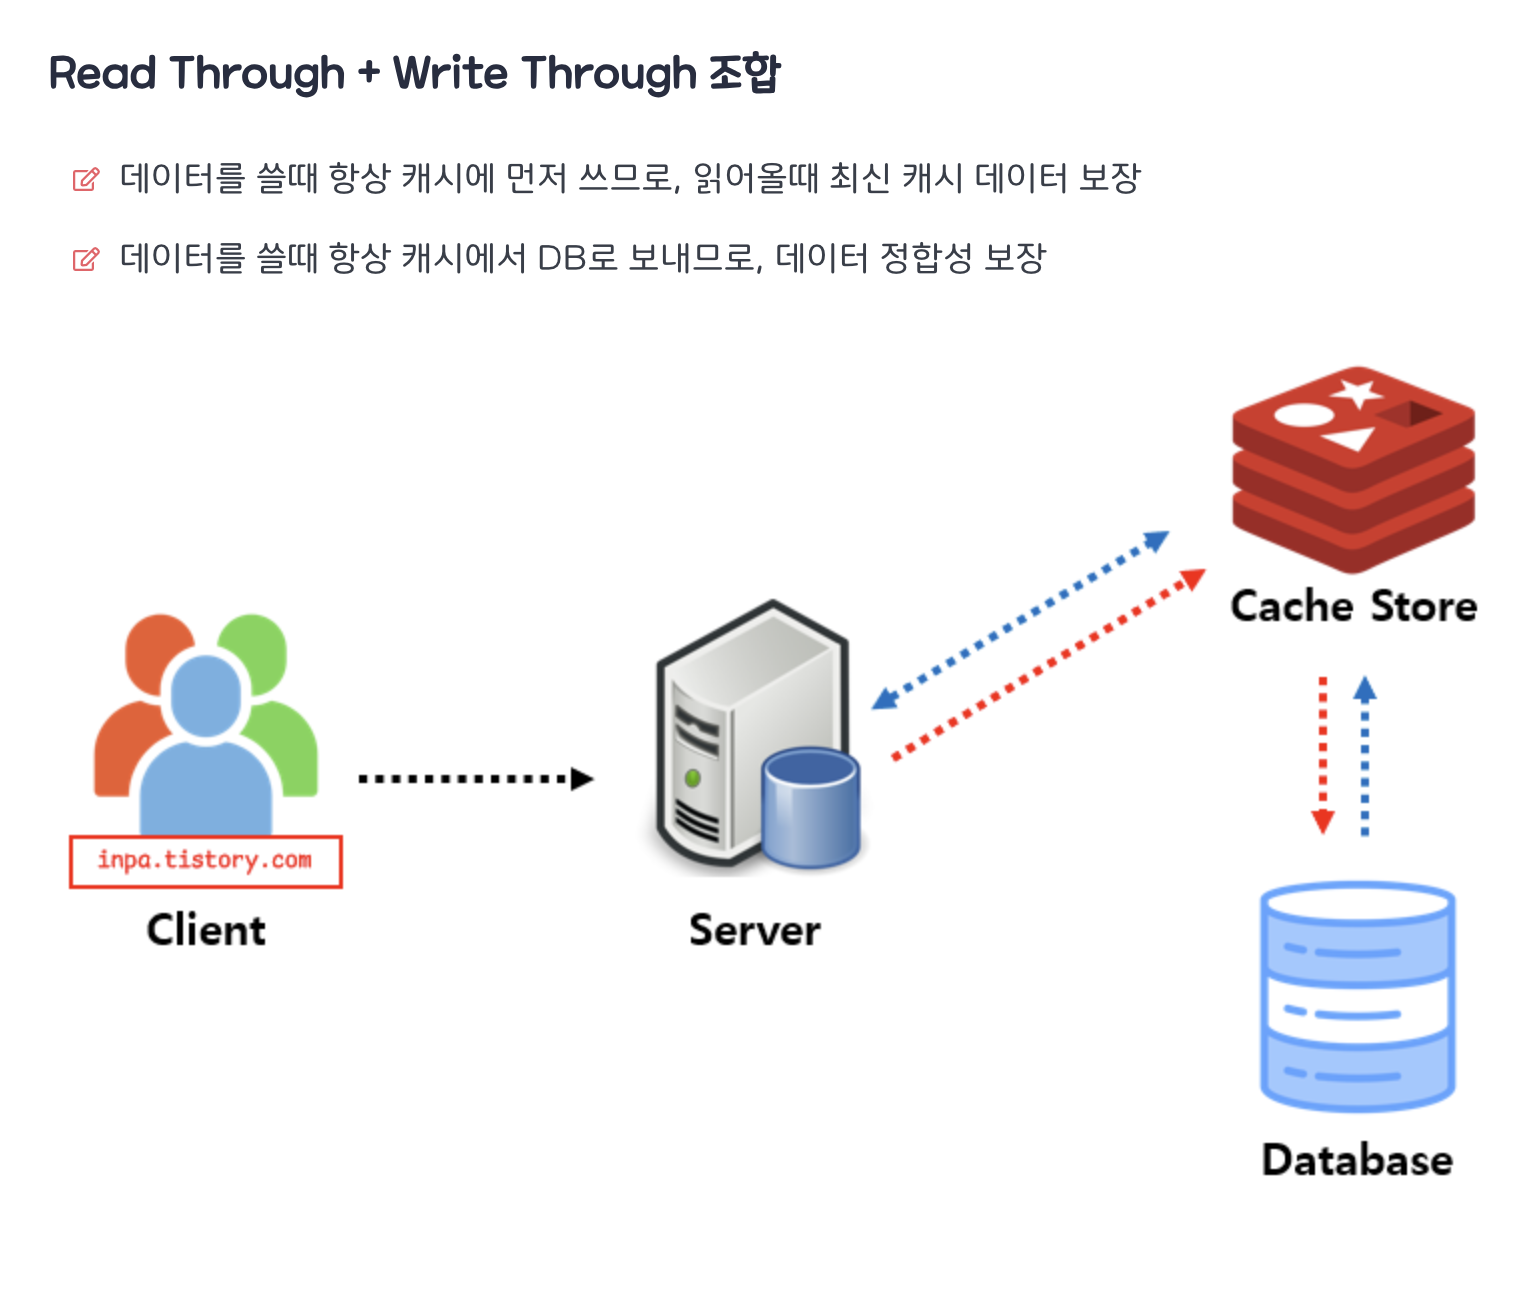 Read Through + Write Through 조합
데이터를 쓸때 항상 캐시에 먼저 쓰므로, 읽어올때 최신 캐시 데이터 보장
데이터를 쓸때 항상 캐시에서 DB로 보내므로, 데이터 정합성 보장
Cache Store
inpa.tistory.com
Client
Server
Database